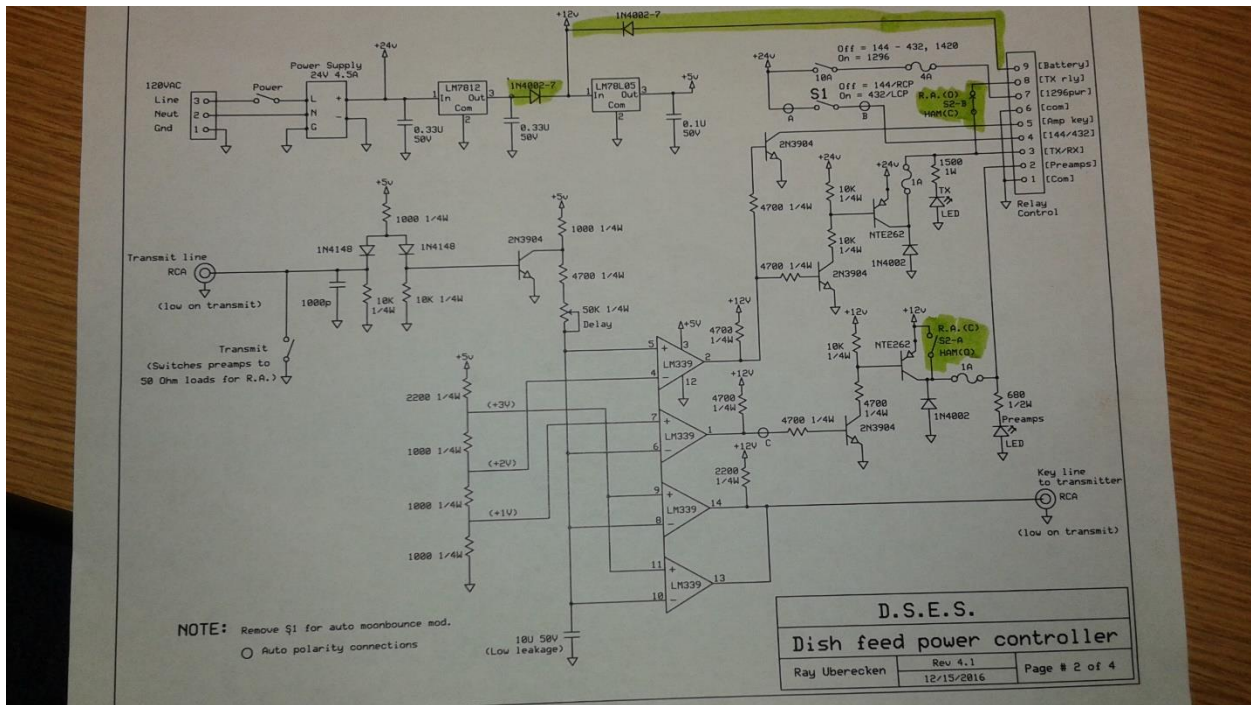 +12v
1N4002-7
+24v
Power Supply
24V 4.5A
120VAC
Line 3
Neut 2
Gnd 1
Power
L
N
G
+
-
1 LM7812 3
In Out
Com
2
0.33U
50V
1N4002-7
0.33U
50V
1 LM78L05 3
In Out
Com
2
+5v
0.1U
50V
+24v
Off = 144 - 432, 1420
On = 1296
10A
4A
S1
Off = 144/RCP
On = 432/LCP
A
B
R.A.(O)
S2-B
HAM(C)
9 [Battery]
8 [TX rly]
7 [1296pwr]
6 [com]
5 [Amp key]
4 [144/432]
3 [TX/RX]
2 [Preamps]
1 [Com]
Relay
Control
2N3904
+24v
+24v
10K
1/4W
1A
1500
1W
TX
LED
4700 1/4W
NTE262
10K
1/4W
1N4002
4700 1/4W
2N3904
+5v
1000 1/4W
1N4148
1N4148
Transmit line
RCA
(low on transmit)
1000p
10K
1/4W
10K 1/4W
Transmit
(Switches preamps to
50 Ohm loads for R.A.)
+5v
1000 1/4W
2N3904
4700 1/4W
50K 1/4W
Delay
+5v
2200 1/4W
(+3V)
1000 1/4W
(+2V)
1000 1/4W
(+1V)
1000 1/4W
+12V
4700
1/4W
+5V
5 +
3
2
4 -
LM339
12
+12V
4700
1/4W
7 +
1
6 -
LM339
C
4700 1/4W
2N3904
+12V
10K
1/4W
4700
1/4W
+12V
NTE262
R.A.(C)
S2-A
HAM(O)
1A
1N4002
680
1/2W
Preamps
LED
+12V
2200
1/4W
9 +
14
8 -
LM339
11 +
13
10 -
LM339
Key line
to transmitter
RCA
(low on transmit)
10U 50V
(Low leakage)
NOTE: Remove S1 for auto moonbounce mod.
Auto polarity connections
D.S.E.S.
Dish feed power controller
Ray Uberecken
Rev 4.1
12/15/2016
Page # 2 of 4